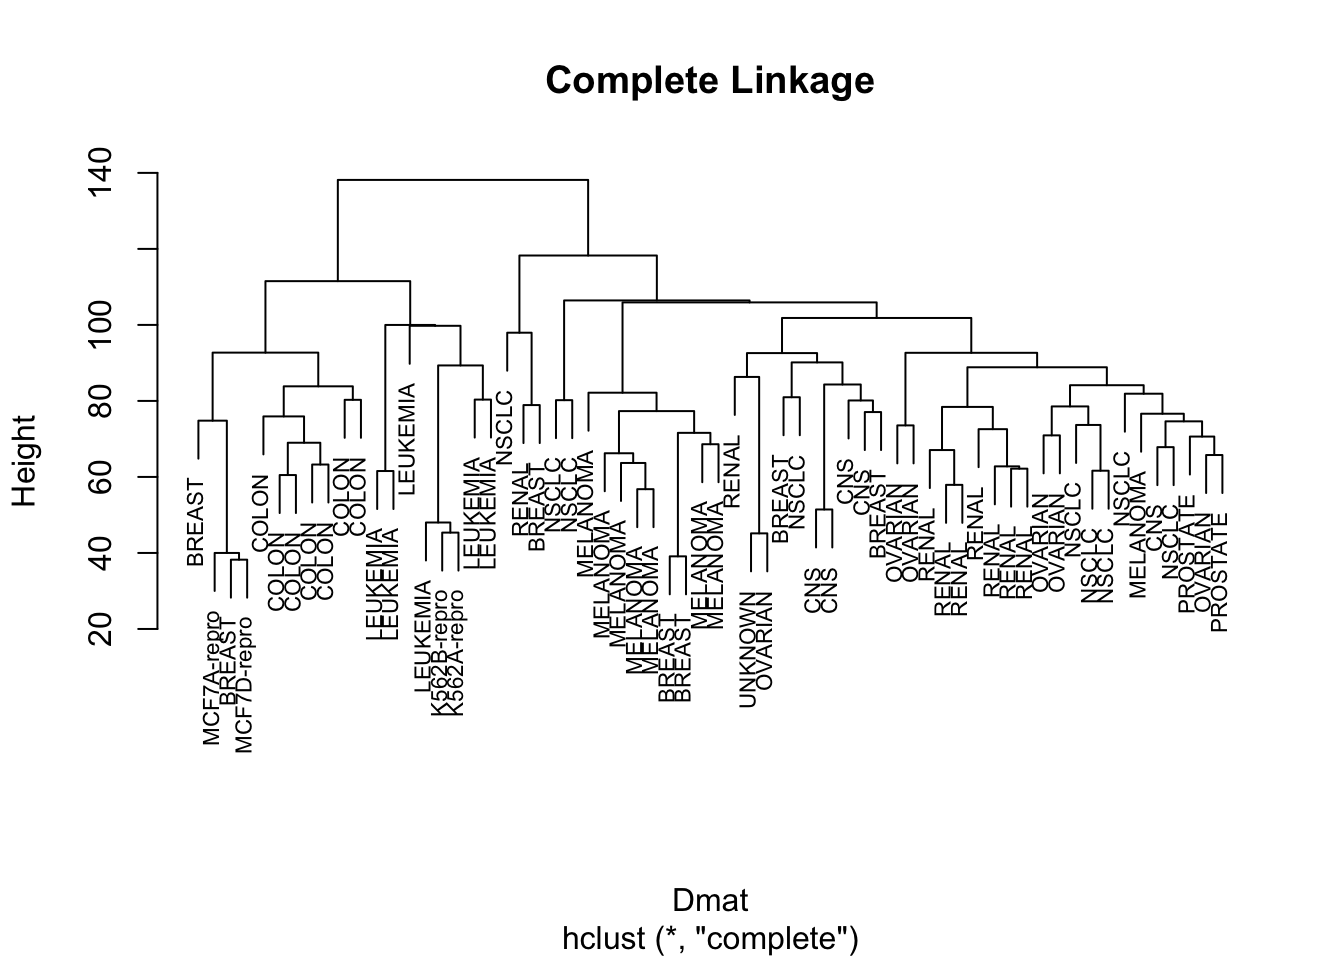 Complete Linkage
Height
140
100
80
60
40
20
BREAST
MCF7A-repro
BREAST
MCF7D-repro
COLON
COLON
COLON
COLON
COLON
COLON
COLON
LEUKEMIA
LEUKEMIA
LEUKEMIA
LEUKEMIA
K562B-repro
K562A-repro
LEUKEMIA
LEUKEMIA
NSCLC
RENAL
BREAST
NSCLC
NSCLC
MELANOMA
MELANOMA
MELANOMA
MELANOMA
MELANOMA
BREAST
BREAST
MELANOMA
MELANOMA
RENAL
UNKNOWN
OVARIAN
BREAST
NSCLC
CNS
CNS
CNS
CNS
BREAST
OVARIAN
OVARIAN
RENAL
RENAL
RENAL
RENAL
RENAL
RENAL
RENAL
OVARIAN
OVARIAN
NSCLC
NSCLC
NSCLC
NSCLC
MELANOMA
CNS
NSCLC
PROSTATE
OVARIAN
PROSTATE
Dmat
hclust (*, "complete")